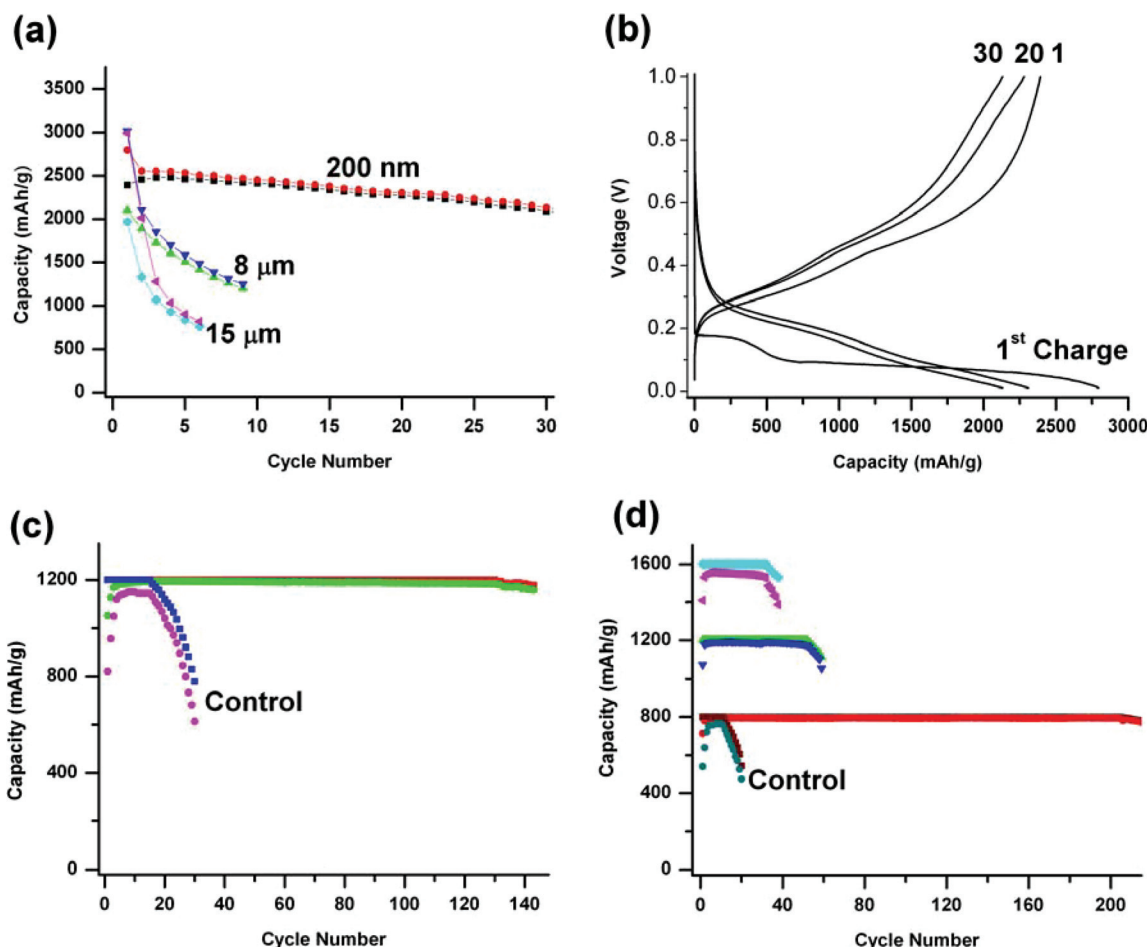 (a)
3500
3000
2500
2000
1500
1000
500
0
Capacity (mAh/g)
200 nm
8 μm
15 μm
0 5 10 15 20 25 30
Cycle Number
(b)
1.0
0.8
0.6
0.4
0.2
0.0
Voltage (V)
30 20 1
1st Charge
0 500 1000 1500 2000 2500 3000
Capacity (mAh/g)
(c)
1200
800
400
0
Capacity (mAh/g)
Control
0 20 40 60 80 100 120 140
Cycle Number
(d)
1600
1200
800
400
0
Capacity (mAh/g)
Control
0 40 80 120 160 200
Cycle Number